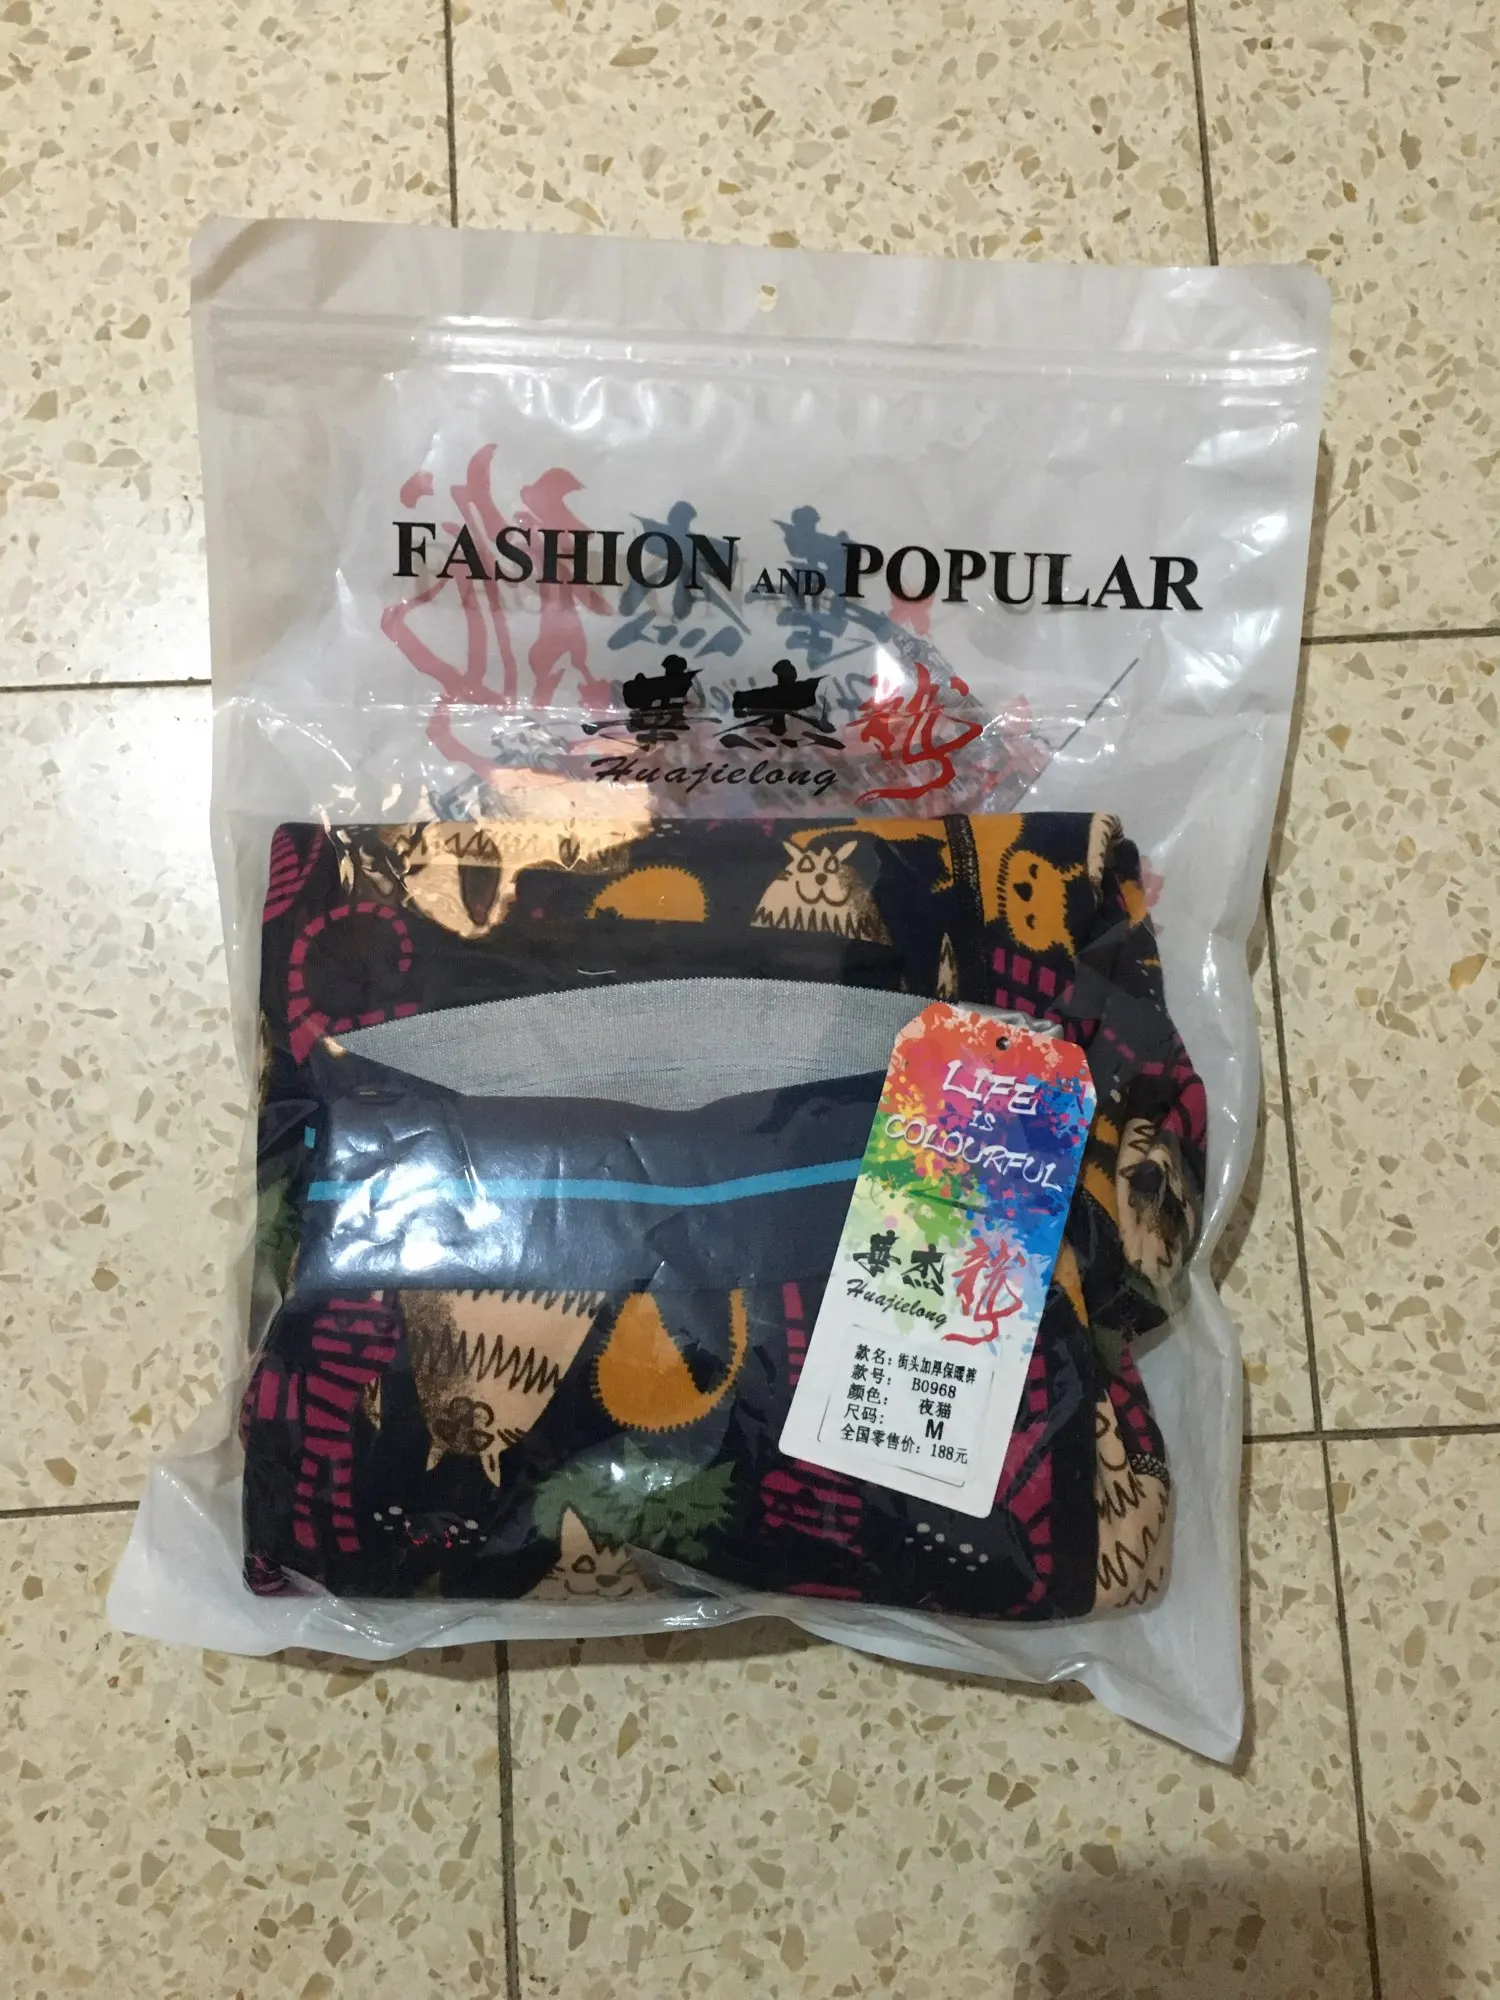 FASHION AND POPULAR
華杰龍
Huajielong
LIFE
IS
COLOURFUL
華杰龍
Huajielong
款名：街头加厚保暖裤
款号： B0968
颜色： 夜猫
尺码： M
全国零售价：188元